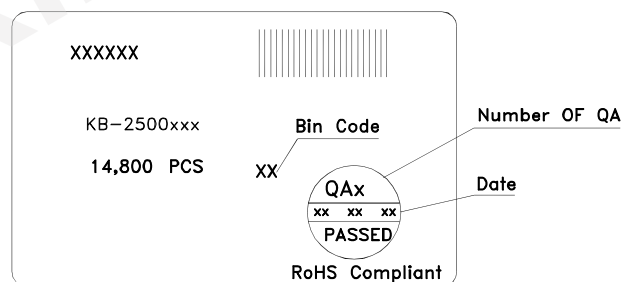 XXXXXX
KB-2500xxx
14,800 PCS
Bin Code
XX
Number OF QA
QAx
Date
xx xx xx
PASSED
RoHS Compliant